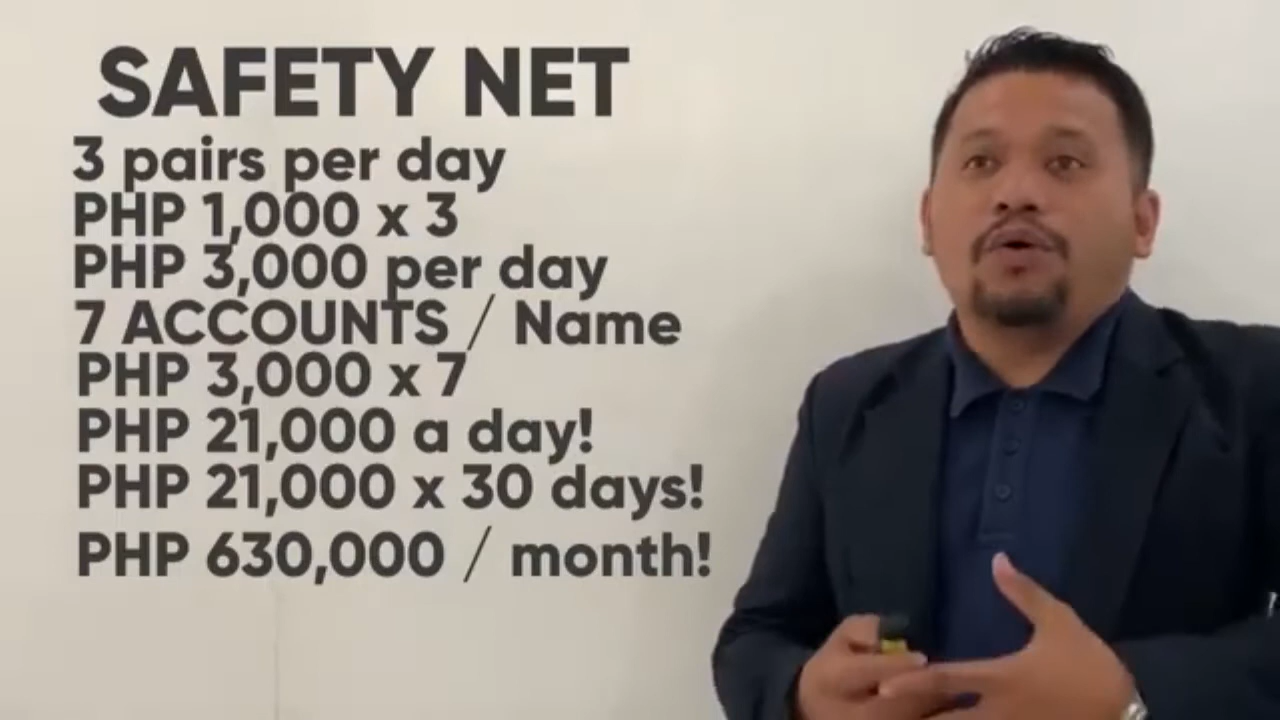 SAFETY NET
3 pairs per day
PHP 1,000 x 3
PHP 3,000 per day
7 ACCOUNTS / Name
PHP 3,000 x 7
PHP 21,000 a day!
PHP 21,000 x 30 days!
PHP 630,000 / month!